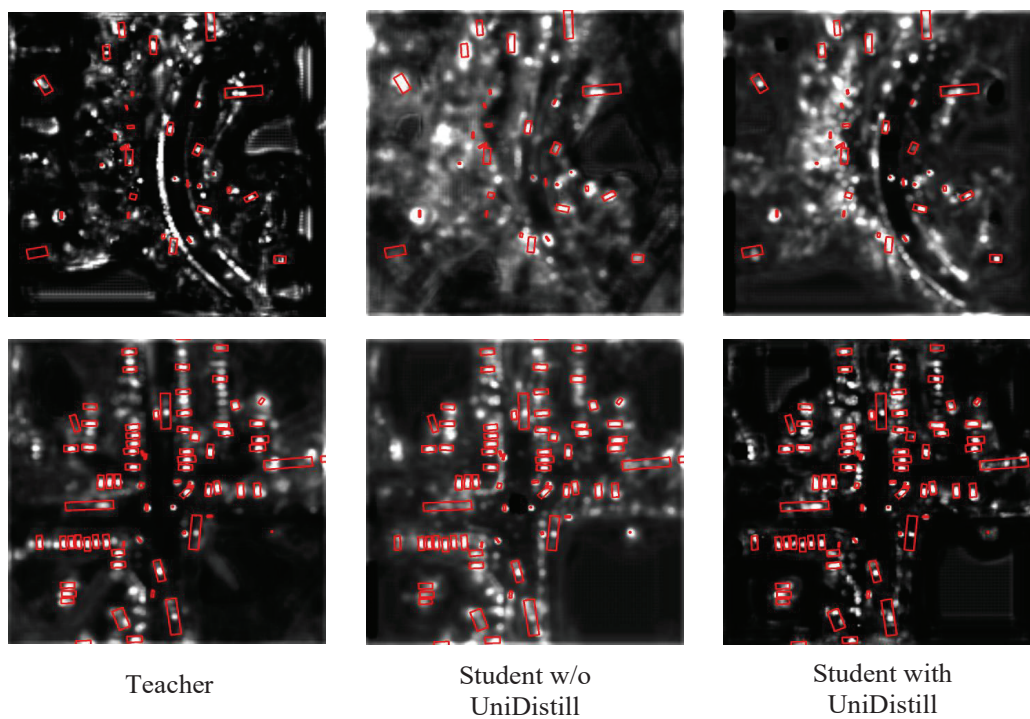 Teacher
Student w/o
UniDistill
Student with
UniDistill